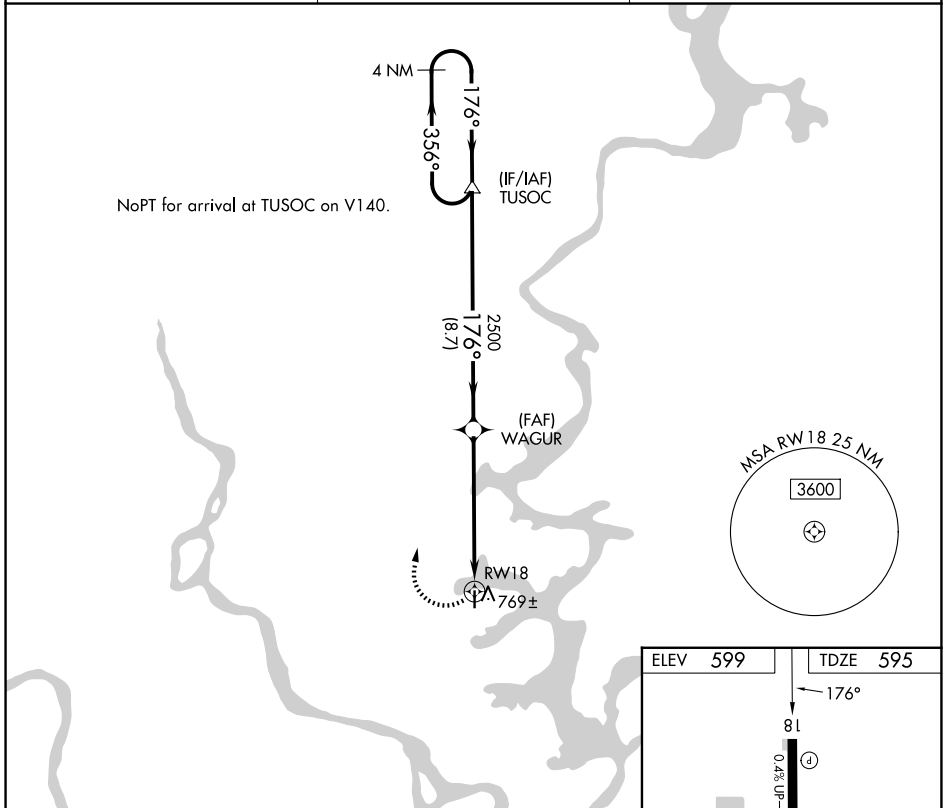 4 NM
176°
356°
(IF/IAF)
TUSOC
NoPT for arrival at TUSOC on V140.
2500
176°
(8.7)
(FAF)
WAGUR
MSA RW18 25 NM
3600
RW18
769±
ELEV 599
TDZE 595
176°
18
P
0.4% UP